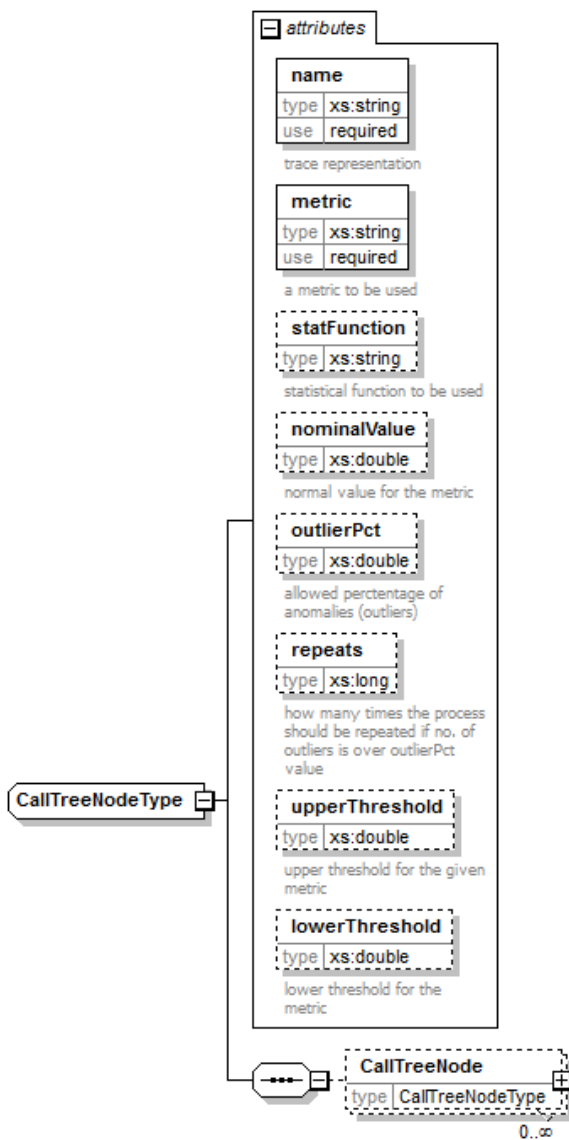 attributes
name
type xs:string
use required
trace representation
metric
type xs:string
use required
a metric to be used
statFunction
type xs:string
statistical function to be used
nominalValue
type xs:double
normal value for the metric
outlierPct
type xs:double
allowed perctentage of
anomalies (outliers)
repeats
type xs:long
how many times the process
should be repeated if no. of
outliers is over outlierPct
value
CallTreeNodeType
upperThreshold
type xs:double
upper threshold for the given
metric
lowerThreshold
type xs:double
lower threshold for the
metric
CallTreeNode
type CallTreeNodeType
0..∞